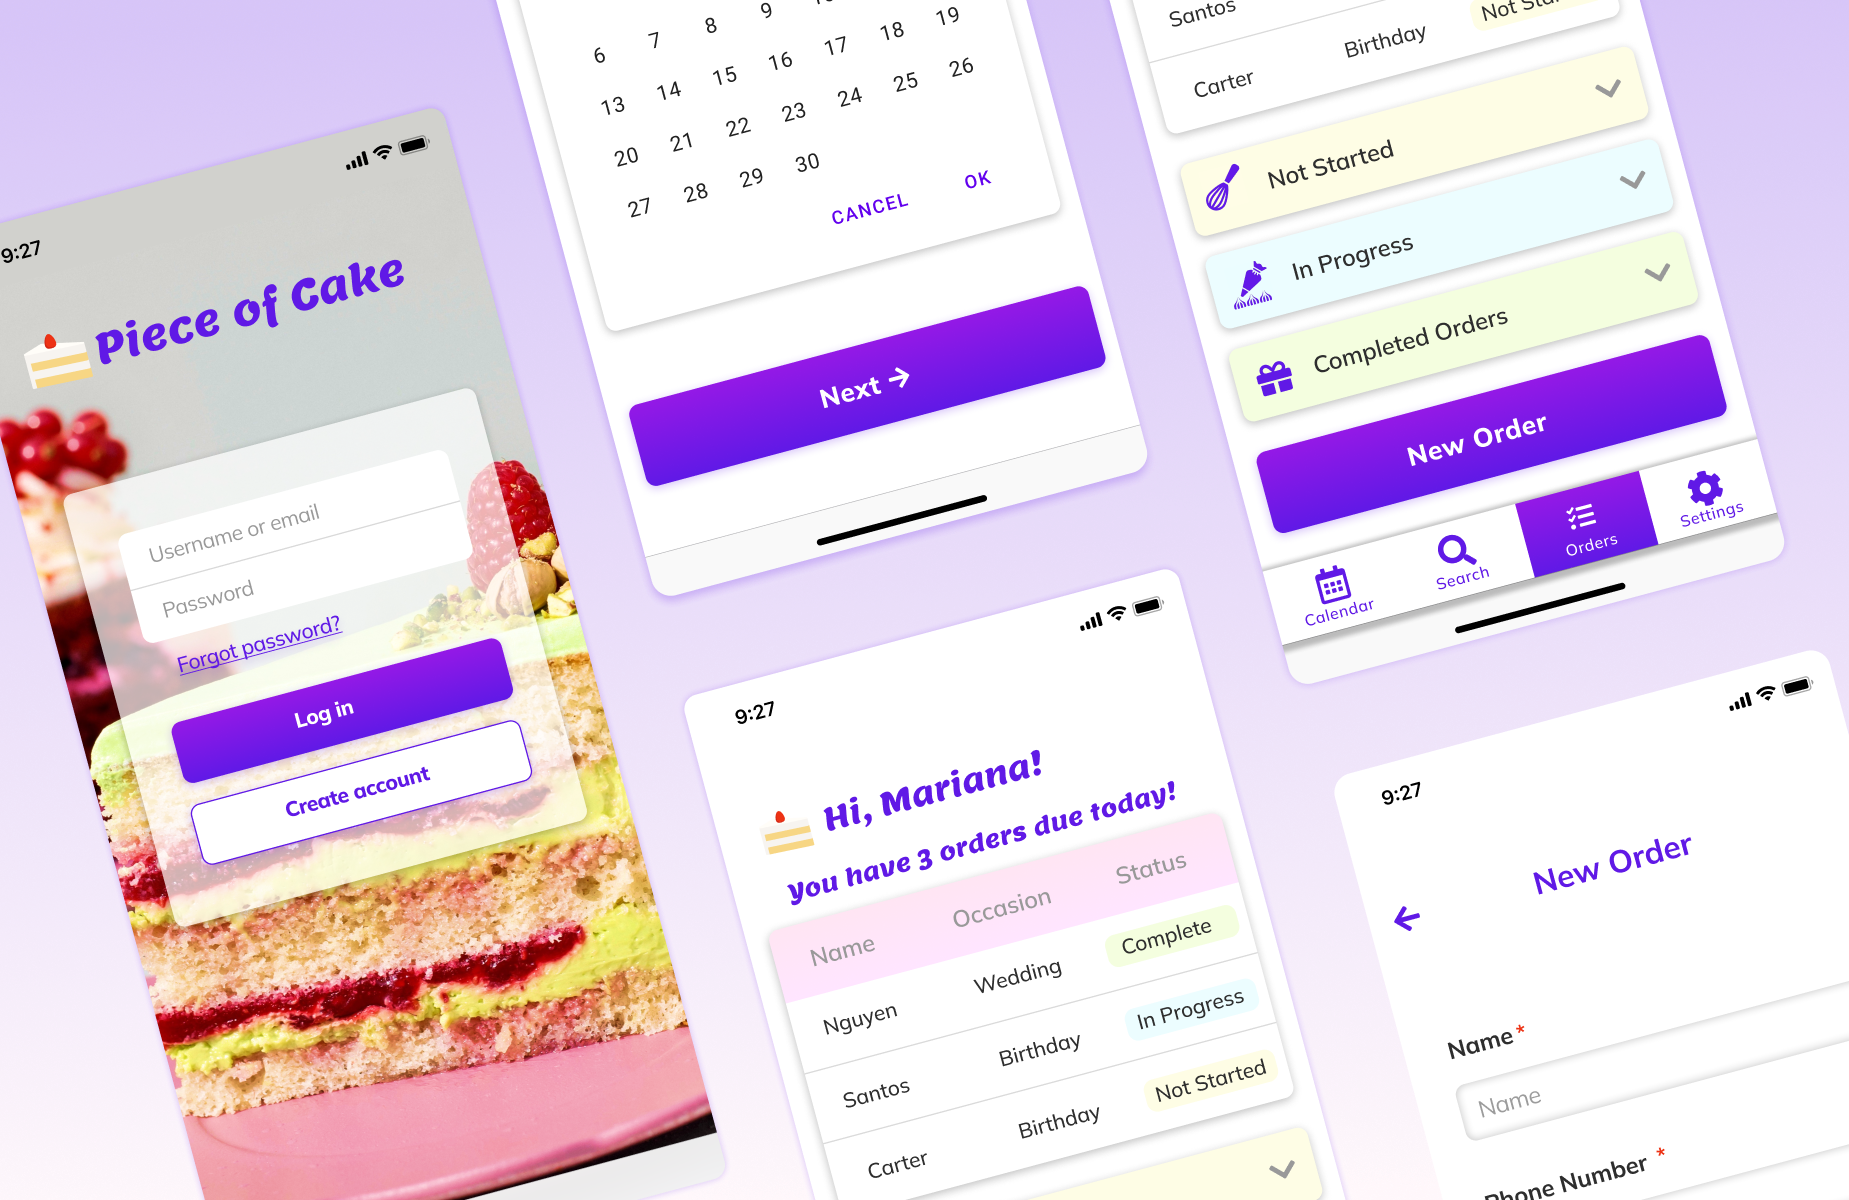 9:27
Piece of Cake
Username or email
Password
Forgot password?
Log in
Create account
6 7 8 9
13 14 15 16 17 18 19
20 21 22 23 24 25 26
27 28 29 30
CANCEL OK
Next →
Santos
Carter Birthday
Not Started
In Progress
Completed Orders
New Order
Calendar Search Orders Settings
9:27
Hi, Mariana!
You have 3 orders due today!
Name Occasion Status
Nguyen Wedding Complete
Santos Birthday In Progress
Carter Birthday Not Started
9:27
New Order
Name *
Name
Phone Number *